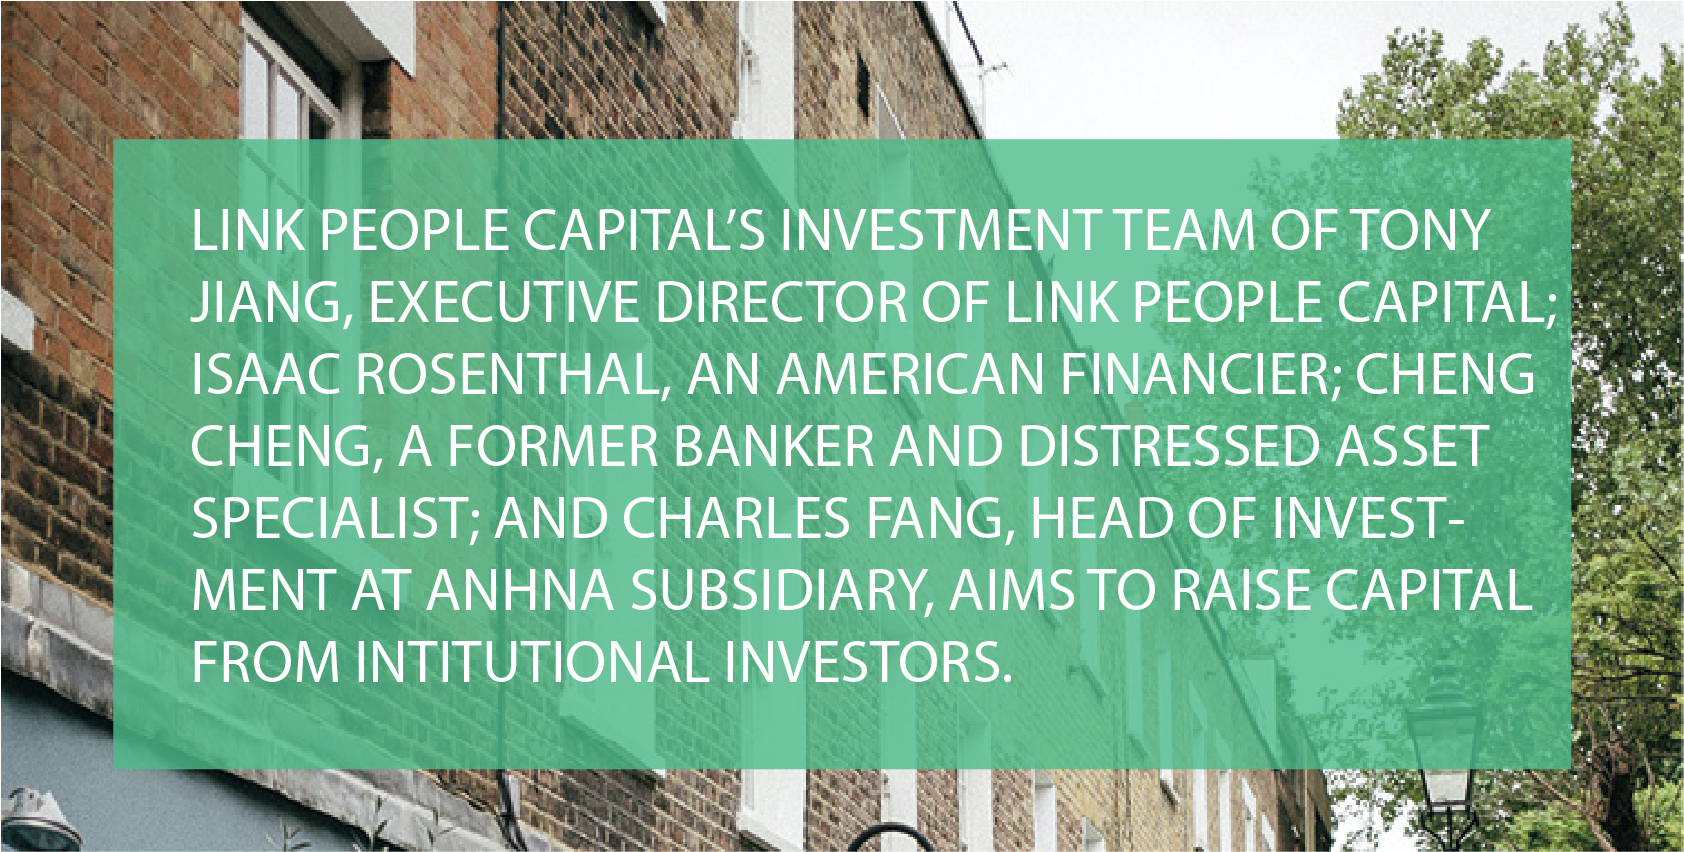 LINK PEOPLE CAPITAL’S INVESTMENT TEAM OF TONY
JIANG, EXECUTIVE DIRECTOR OF LINK PEOPLE CAPITAL;
ISAAC ROSENTHAL, AN AMERICAN FINANCIER; CHENG
CHENG, A FORMER BANKER AND DISTRESSED ASSET
SPECIALIST; AND CHARLES FANG, HEAD OF INVEST-
MENT AT ANHNA SUBSIDIARY, AIMS TO RAISE CAPITAL
FROM INTITUTIONAL INVESTORS.